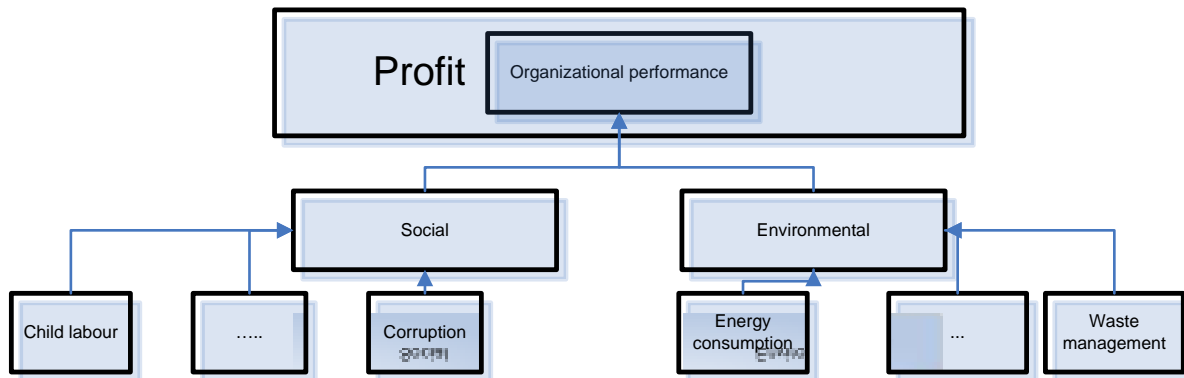 Profit
Organizational performance
Social
Environmental
Child labour
.....
Corruption
Energy
consumption
...
Waste
management